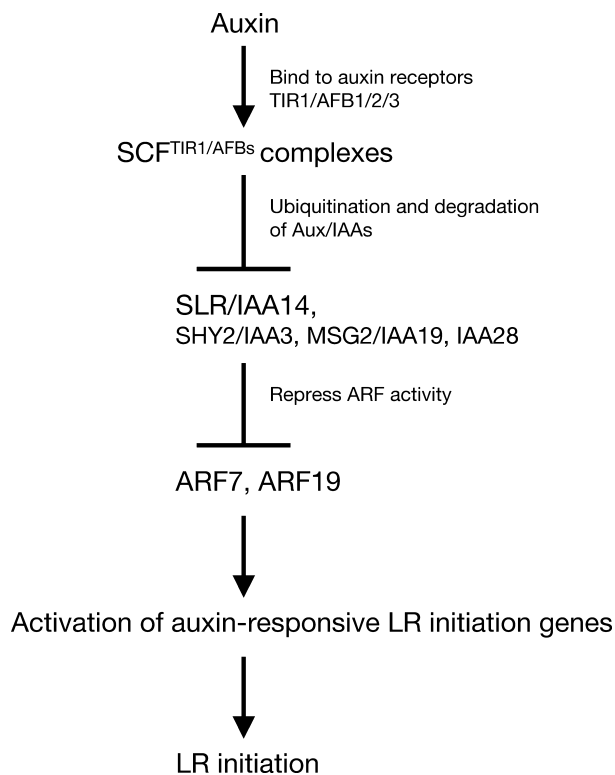 Auxin
Bind to auxin receptors
TIR1/AFB1/2/3
SCF^TIR1/AFBs complexes
Ubiquitination and degradation
of Aux/IAAs
SLR/IAA14,
SHY2/IAA3, MSG2/IAA19, IAA28
Repress ARF activity
ARF7, ARF19
Activation of auxin-responsive LR initiation genes
LR initiation